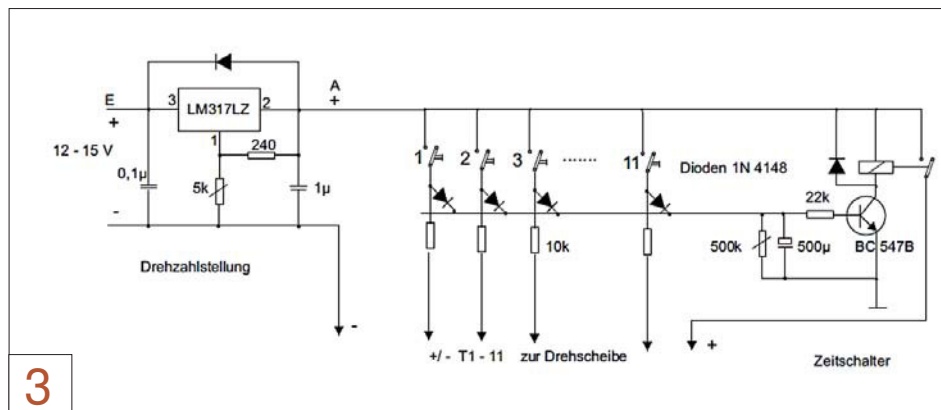 E
+
3
LM317LZ
2
A
+
1
240
12 - 15 V
0,1µ
5k
1µ
-
Drehzahlstellung
-
1
2
3
.......
11
Dioden 1N 4148
22k
10k
500k
500µ
BC 547B
+/- T1 - 11
zur Drehscheibe
+
Zeitschalter
3